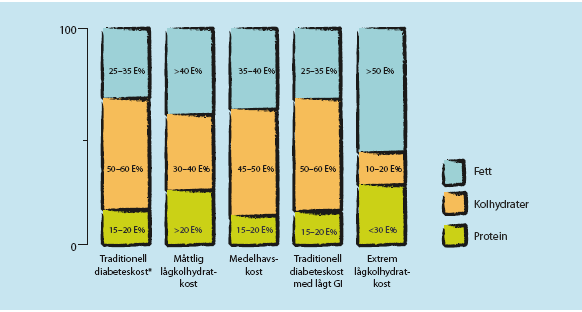 100
25–35 E%
>40 E%
35–40 E%
25–35 E%
>50 E%
50–60 E%
30–40 E%
45–50 E%
50–60 E%
10–20 E%
15–20 E%
>20 E%
15–20 E%
15–20 E%
<30 E%
0
Fett
Kolhydrater
Protein
Traditionell
diabeteskost*
Måttlig
lågkolhydrat-
kost
Medelhavs-
kost
Traditionell
diabeteskost
med lågt GI
Extrem
lågkolhydrat-
kost